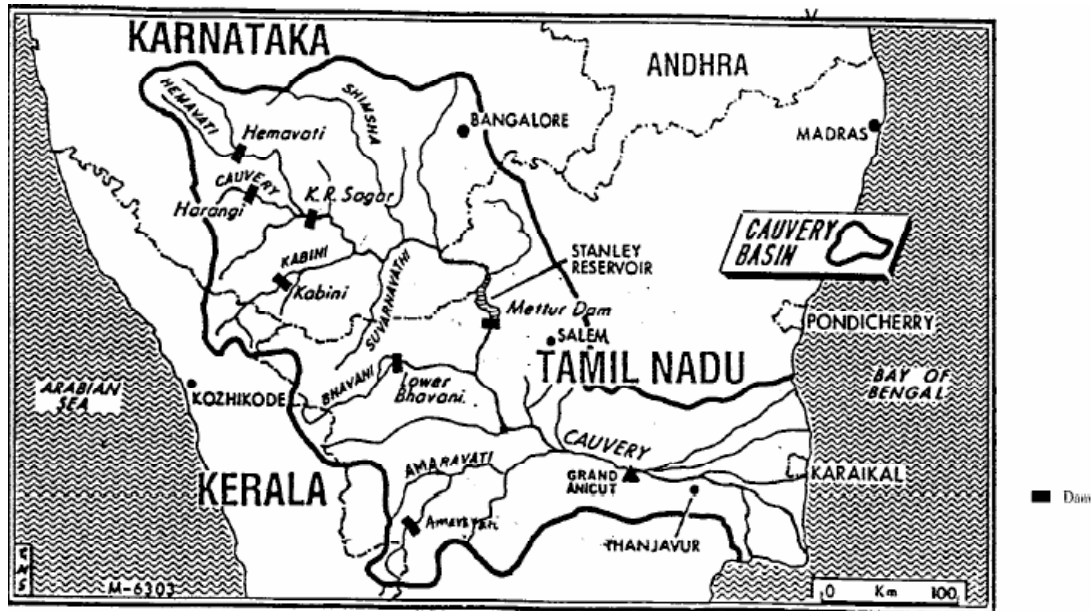 KARNATAKA
ANDHRA
HEMAVATI
SHIMSHA
BANGALORE
MADRAS
Hemavati
CAUVERY
K.R. Sagar
Harangi
CAUVERY
BASIN
STANLEY
RESERVOIR
KABINI
Kabini
SUVARNAVATHI
Mettur Dam
PONDICHERRY
SALEM
TAMIL NADU
ARABIAN
SEA
KOZHIKODE
BHAVANI
Lower
Bhavani.
BAY OF
BENGAL
CAUVERY
AMARAVATI
KERALA
GRAND
ANICUT
KARAIKAL
Dam
Amaravati
THANJAVUR
M-6303
0 Km 100